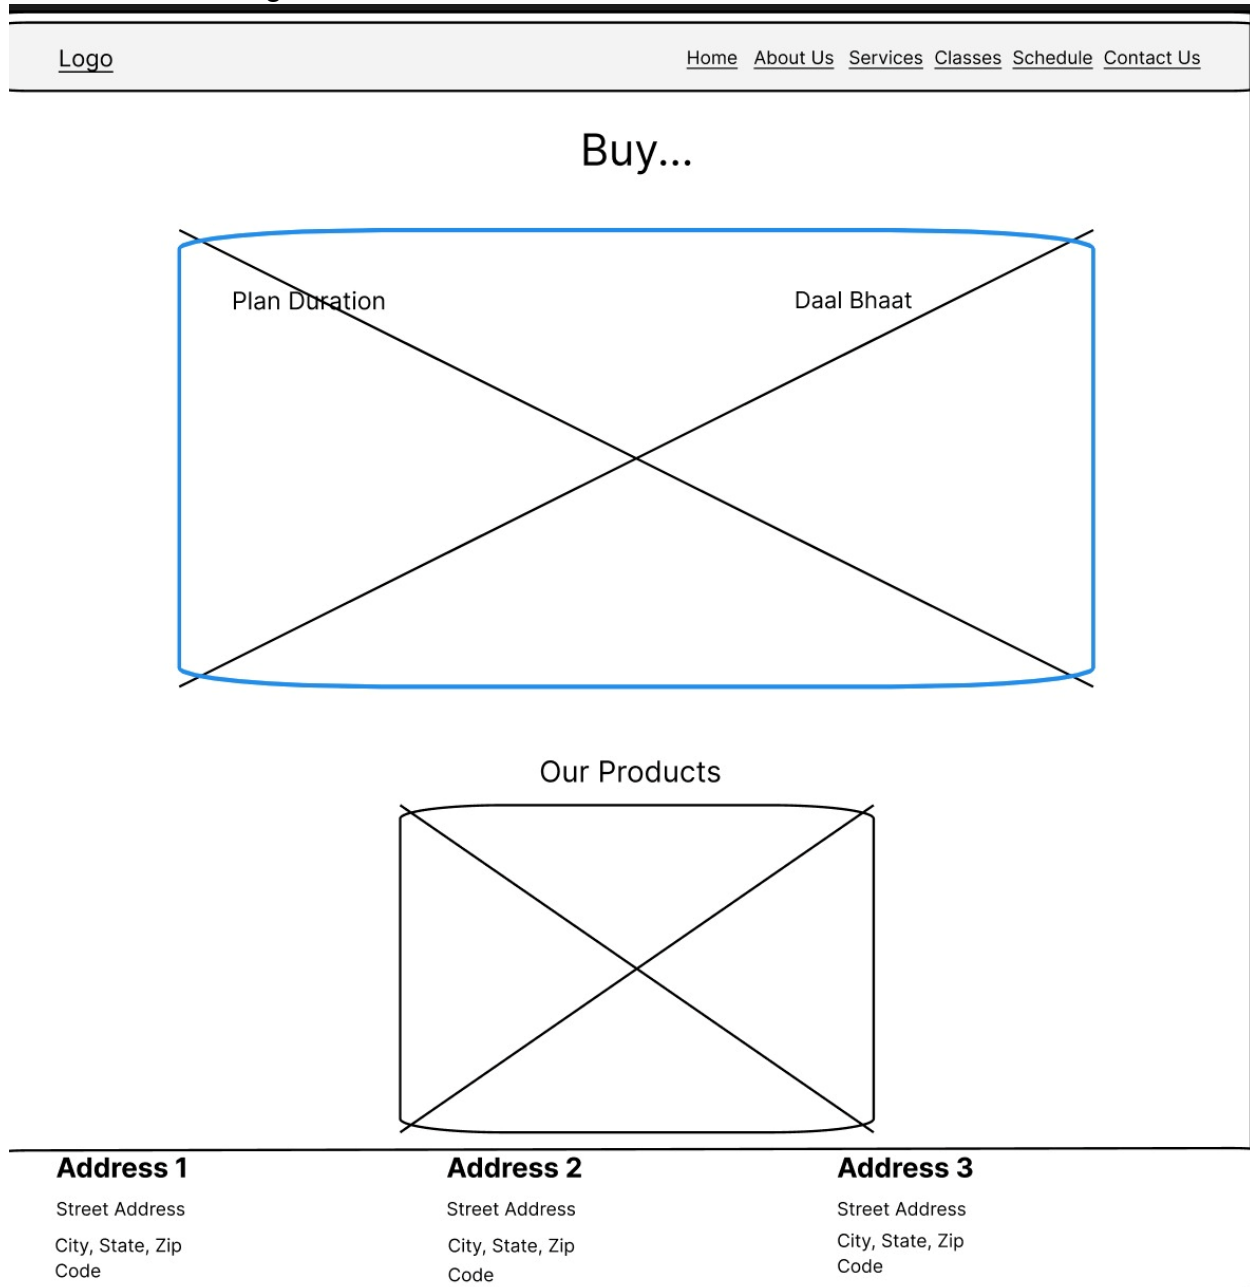 Logo
Home About Us Services Classes Schedule Contact Us
Buy...
Plan Duration
Daal Bhaat
Our Products
Address 1
Street Address
City, State, Zip
Code
Address 2
Street Address
City, State, Zip
Code
Address 3
Street Address
City, State, Zip
Code